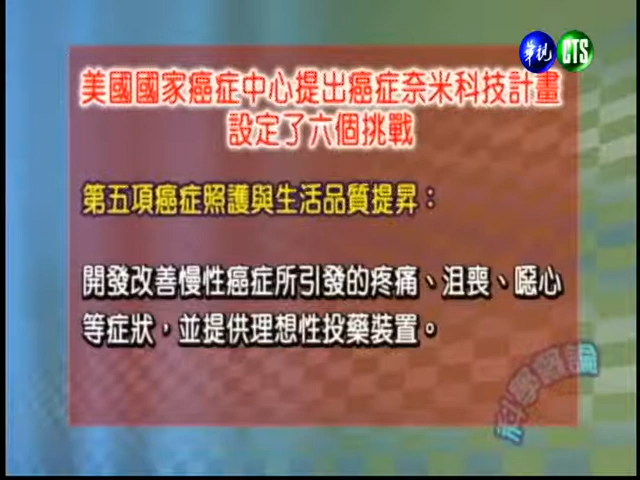 華視 CTS
美國國家癌症中心提出癌症奈米科技計畫
設定了六個挑戰
第五項癌症照護與生活品質提昇：
開發改善慢性癌症所引發的疼痛、沮喪、噁心
等症狀，並提供理想性投藥裝置。
科學概論